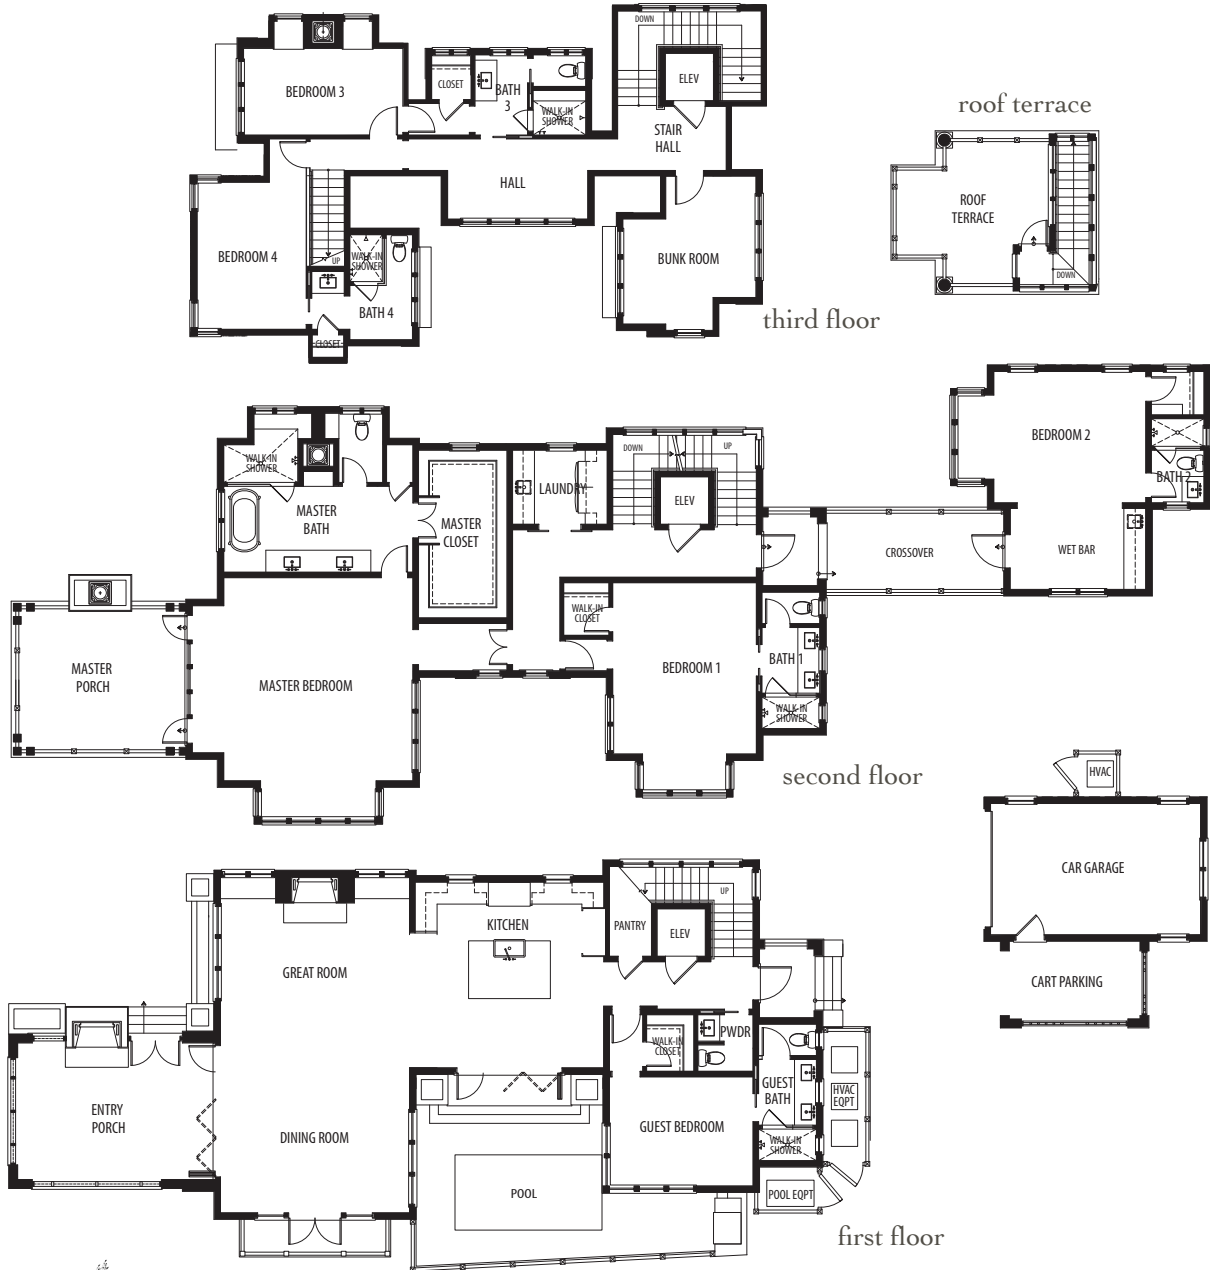 DOWN
ELEV
BEDROOM 3
CLOSET
BATH
3
WALK-IN
SHOWER
STAIR
HALL
HALL
BEDROOM 4
UP
WALK-IN
SHOWER
BATH 4
CLOSET
BUNK ROOM
third floor
roof terrace
ROOF
TERRACE
DOWN
WALK-IN
SHOWER
MASTER
BATH
MASTER
CLOSET
LAUNDRY
DOWN
UP
ELEV
CROSSOVER
BEDROOM 2
BATH 2
WET BAR
MASTER
PORCH
MASTER BEDROOM
WALK-IN
CLOSET
BEDROOM 1
BATH 1
WALK-IN
SHOWER
second floor
HVAC
CAR GARAGE
CART PARKING
KITCHEN
PANTRY
UP
ELEV
GREAT ROOM
WALK-IN
CLOSET
PWDR
GUEST
BATH
HVAC
EQPT
ENTRY
PORCH
DINING ROOM
GUEST BEDROOM
WALK-IN
SHOWER
POOL
POOL EQPT
first floor